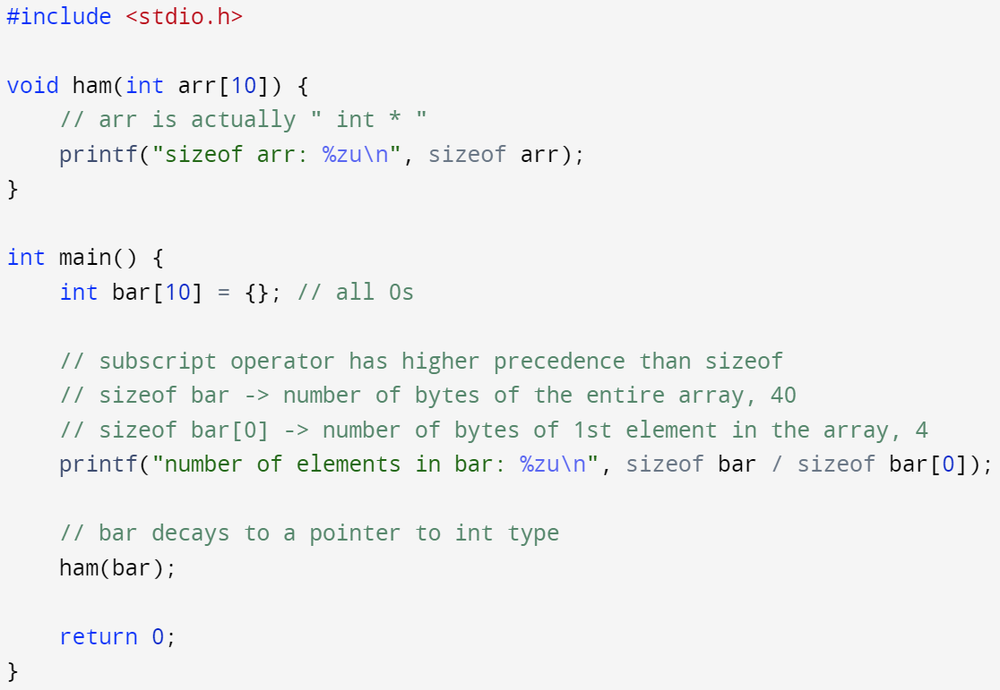 #include <stdio.h>
void ham(int arr[10]) {
    // arr is actually " int * "
    printf("sizeof arr: %zu\n", sizeof arr);
}
int main() {
    int bar[10] = {}; // all 0s
    // subscript operator has higher precedence than sizeof
    // sizeof bar -> number of bytes of the entire array, 40
    // sizeof bar[0] -> number of bytes of 1st element in the array, 4
    printf("number of elements in bar: %zu\n", sizeof bar / sizeof bar[0]);
    // bar decays to a pointer to int type
    ham(bar);
    return 0;
}